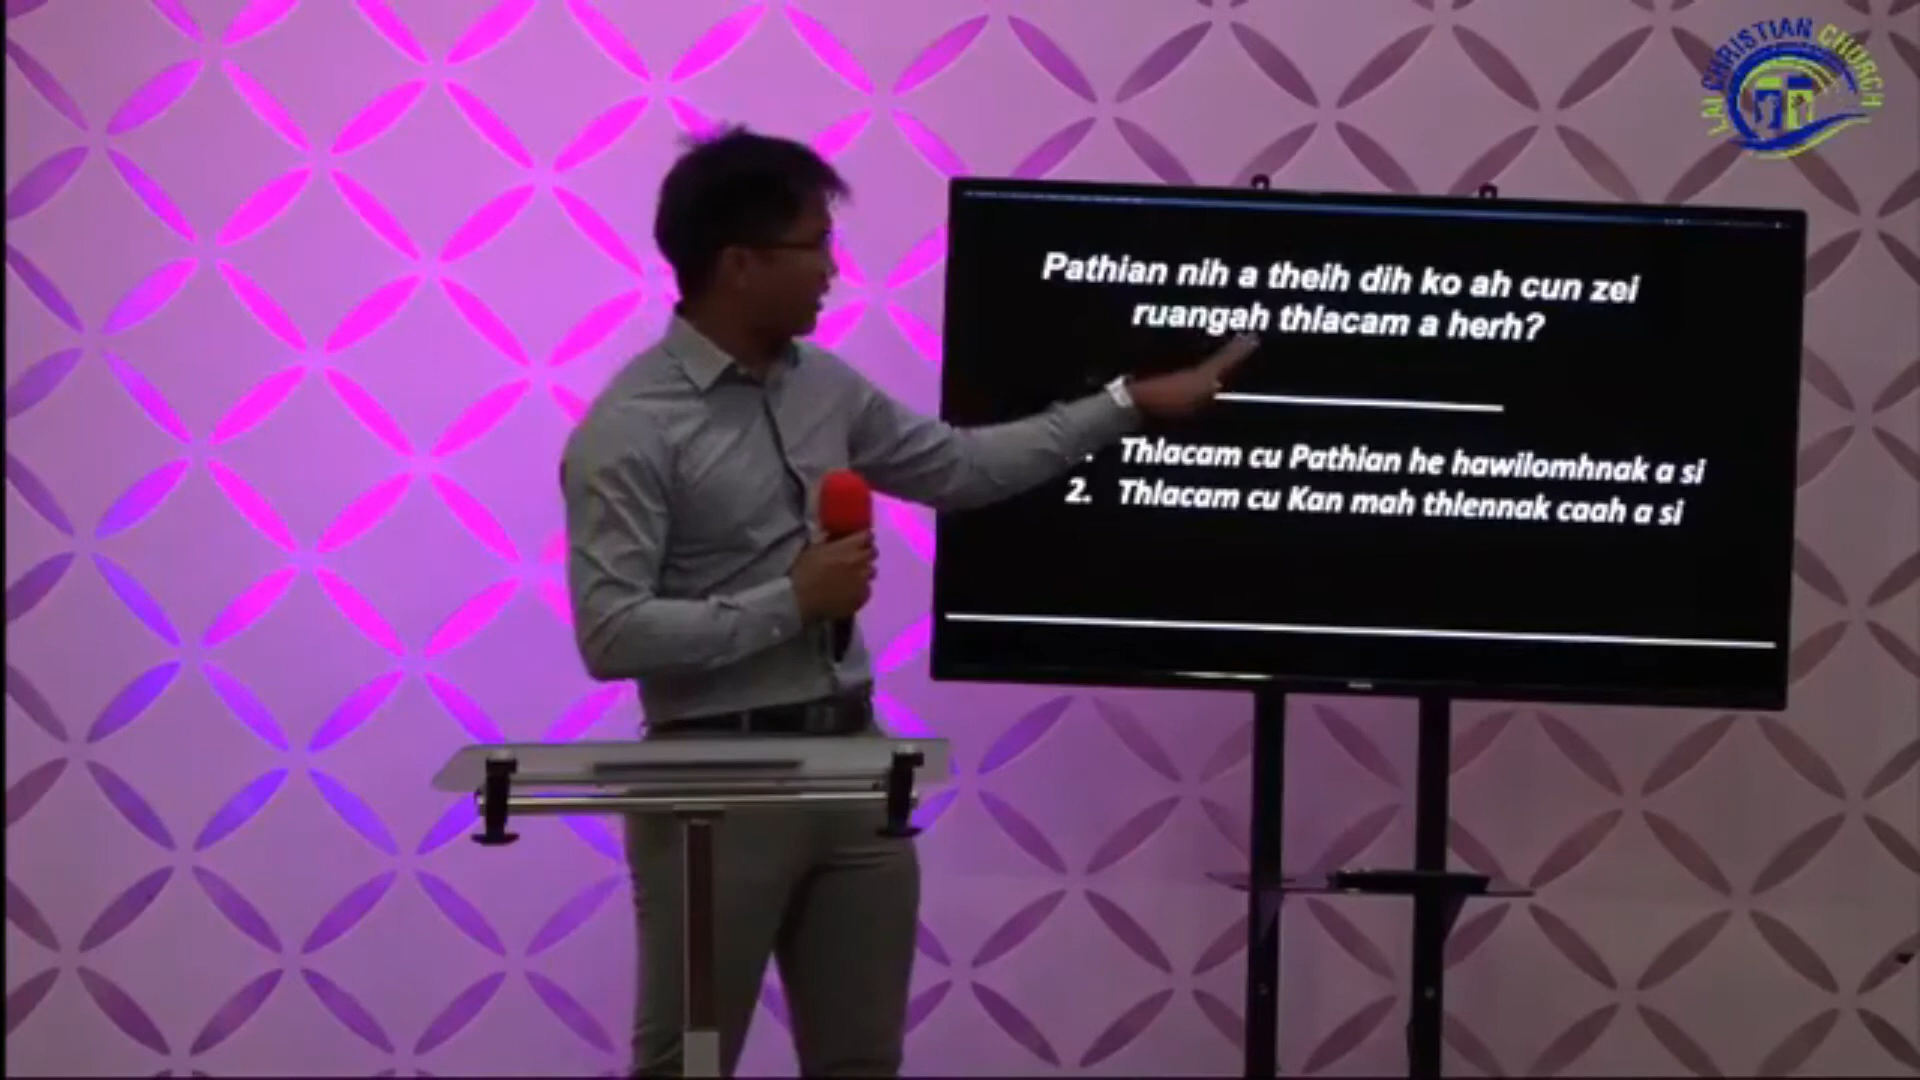 LAI CHRISTIAN CHURCH
Pathian nih a theih dih ko ah cun zei
ruangah thlacam a herh?
Thlacam cu Pathian he hawilomhnak a si
2. Thlacam cu Kan mah thlennak caah a si